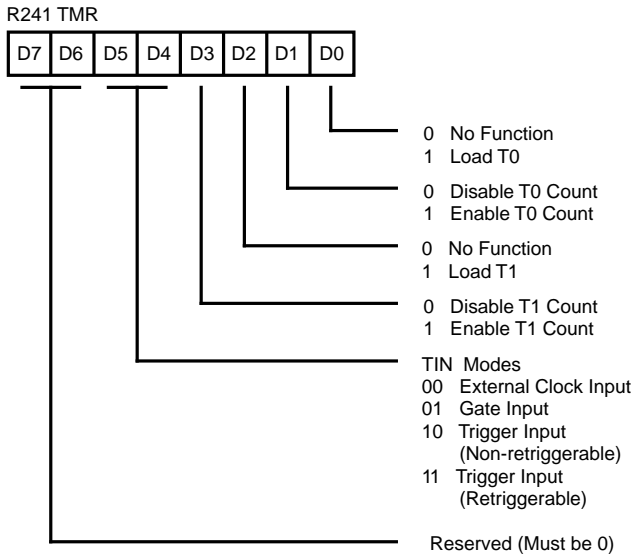 R241 TMR
D7 D6 D5 D4 D3 D2 D1 D0
0 No Function
1 Load T0
0 Disable T0 Count
1 Enable T0 Count
0 No Function
1 Load T1
0 Disable T1 Count
1 Enable T1 Count
TIN Modes
00 External Clock Input
01 Gate Input
10 Trigger Input
(Non-retriggerable)
11 Trigger Input
(Retriggerable)
Reserved (Must be 0)